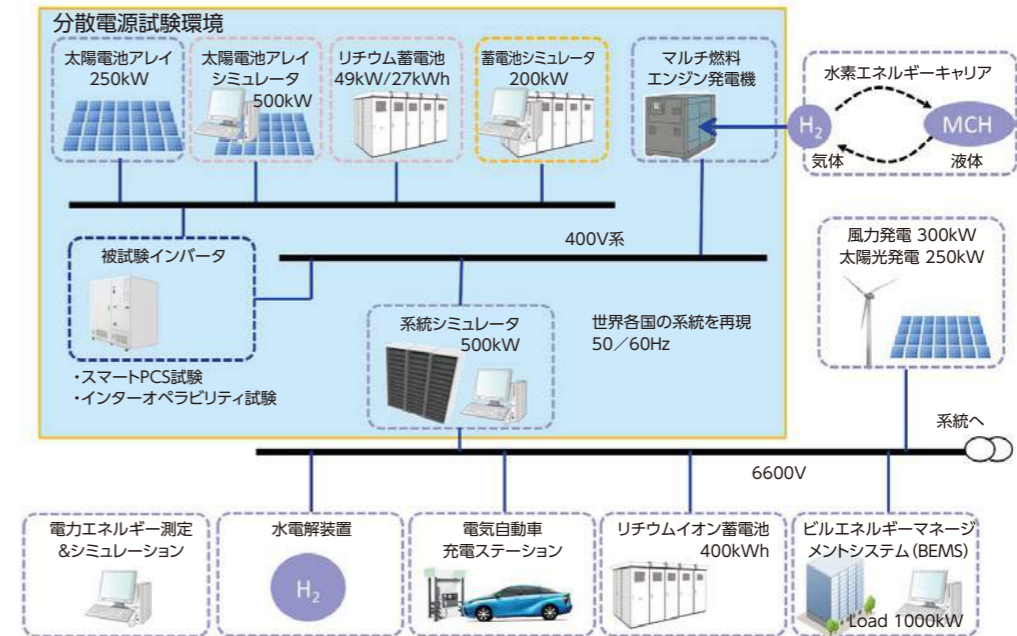 分散電源試験環境
太陽電池アレイ
250kW
太陽電池アレイ
シミュレータ
500kW
リチウム蓄電池
49kW/27kWh
蓄電池シミュレータ
200kW
マルチ燃料
エンジン発電機
水素エネルギーキャリア
H₂
MCH
気体
液体
400V系
被試験インバータ
・スマートPCS試験
・インターオペラビリティ試験
系統シミュレータ
500kW
世界各国の系統を再現
50／60Hz
風力発電 300kW
太陽光発電 250kW
系統へ
6600V
電力エネルギー測定
&シミュレーション
水電解装置
H₂
電気自動車
充電ステーション
リチウムイオン蓄電池
400kWh
ビルエネルギーマネージ
メントシステム(BEMS)
Load 1000kW